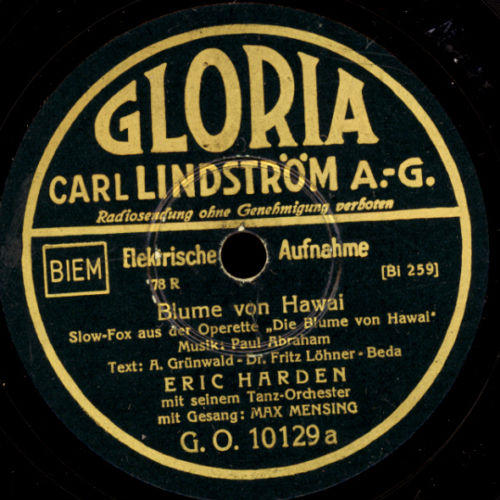 GLORIA
CARL LINDSTRÖM A.-G.
Radiosendung ohne Genehmigung verboten
BIEM
Elektrische Aufnahme
'78 R
[Bi 259]
Blume von Hawai
Slow-Fox aus der Operette „Die Blume von Hawai"
Musik: Paul Abraham
Text: A. Grünwald - Dr. Fritz Löhner - Beda
ERIC HARDEN
mit seinem Tanz-Orchester
mit Gesang: MAX MENSING
G. O. 10129a